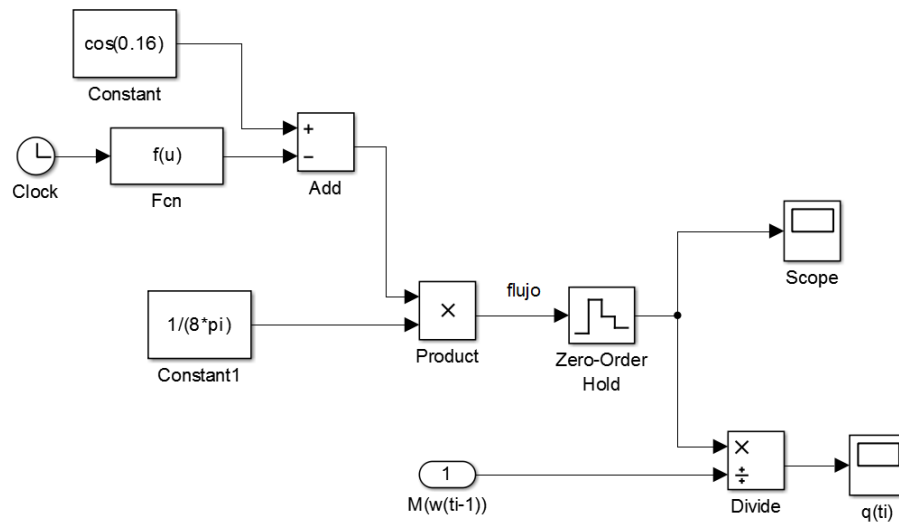 cos(0.16)
Constant
+
−
Add
Clock
f(u)
Fcn
Scope
1/(8*pi)
Constant1
×
Product
flujo
Zero-Order
Hold
1
M(w(ti-1))
×
÷
Divide
q(ti)